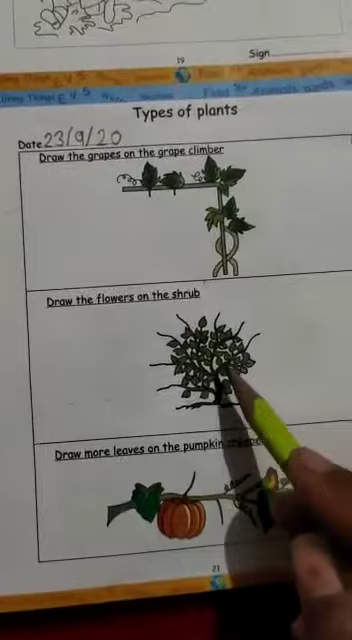 19
Sign
Types of plants
Date 23/9/20
Draw the grapes on the grape climber
Draw the flowers on the shrub
Draw more leaves on the pumpkin
21